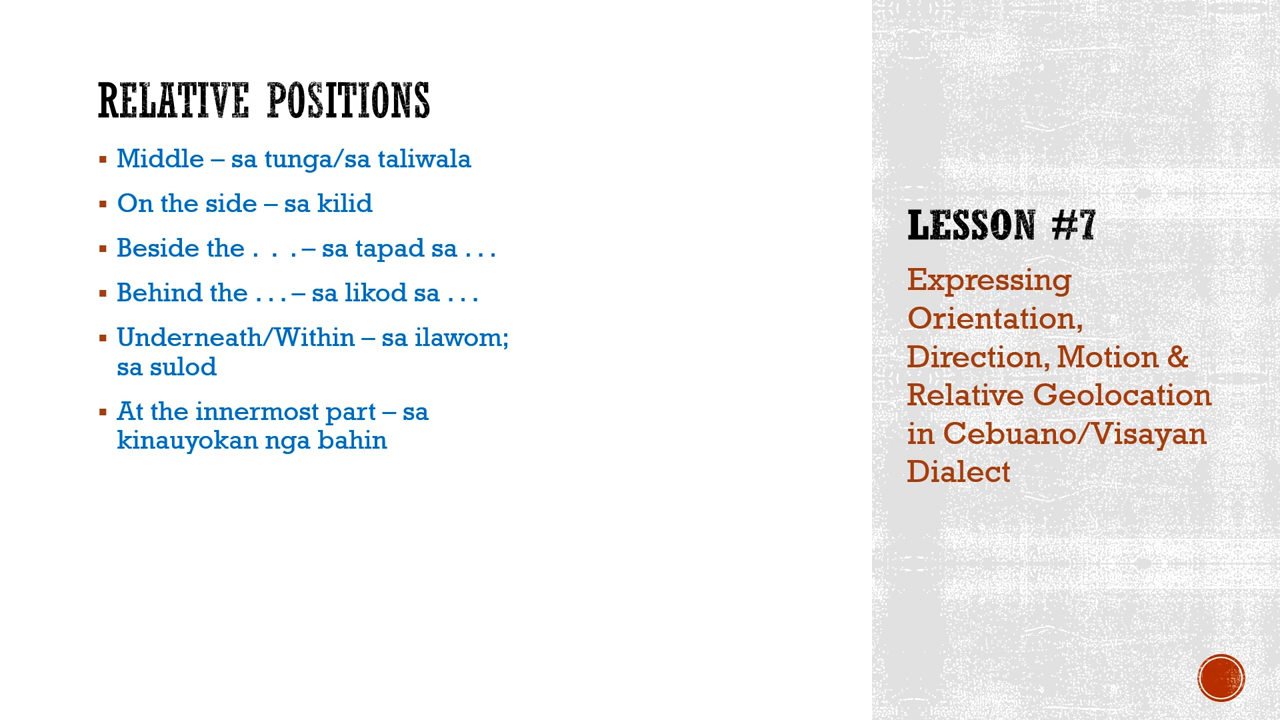 RELATIVE POSITIONS
▪ Middle – sa tunga/sa taliwala
▪ On the side – sa kilid
▪ Beside the . . . – sa tapad sa . . .
▪ Behind the . . . – sa likod sa . . .
▪ Underneath/Within – sa ilawom;
sa sulod
▪ At the innermost part – sa
kinauyokan nga bahin
LESSON #7
Expressing
Orientation,
Direction, Motion &
Relative Geolocation
in Cebuano/Visayan
Dialect